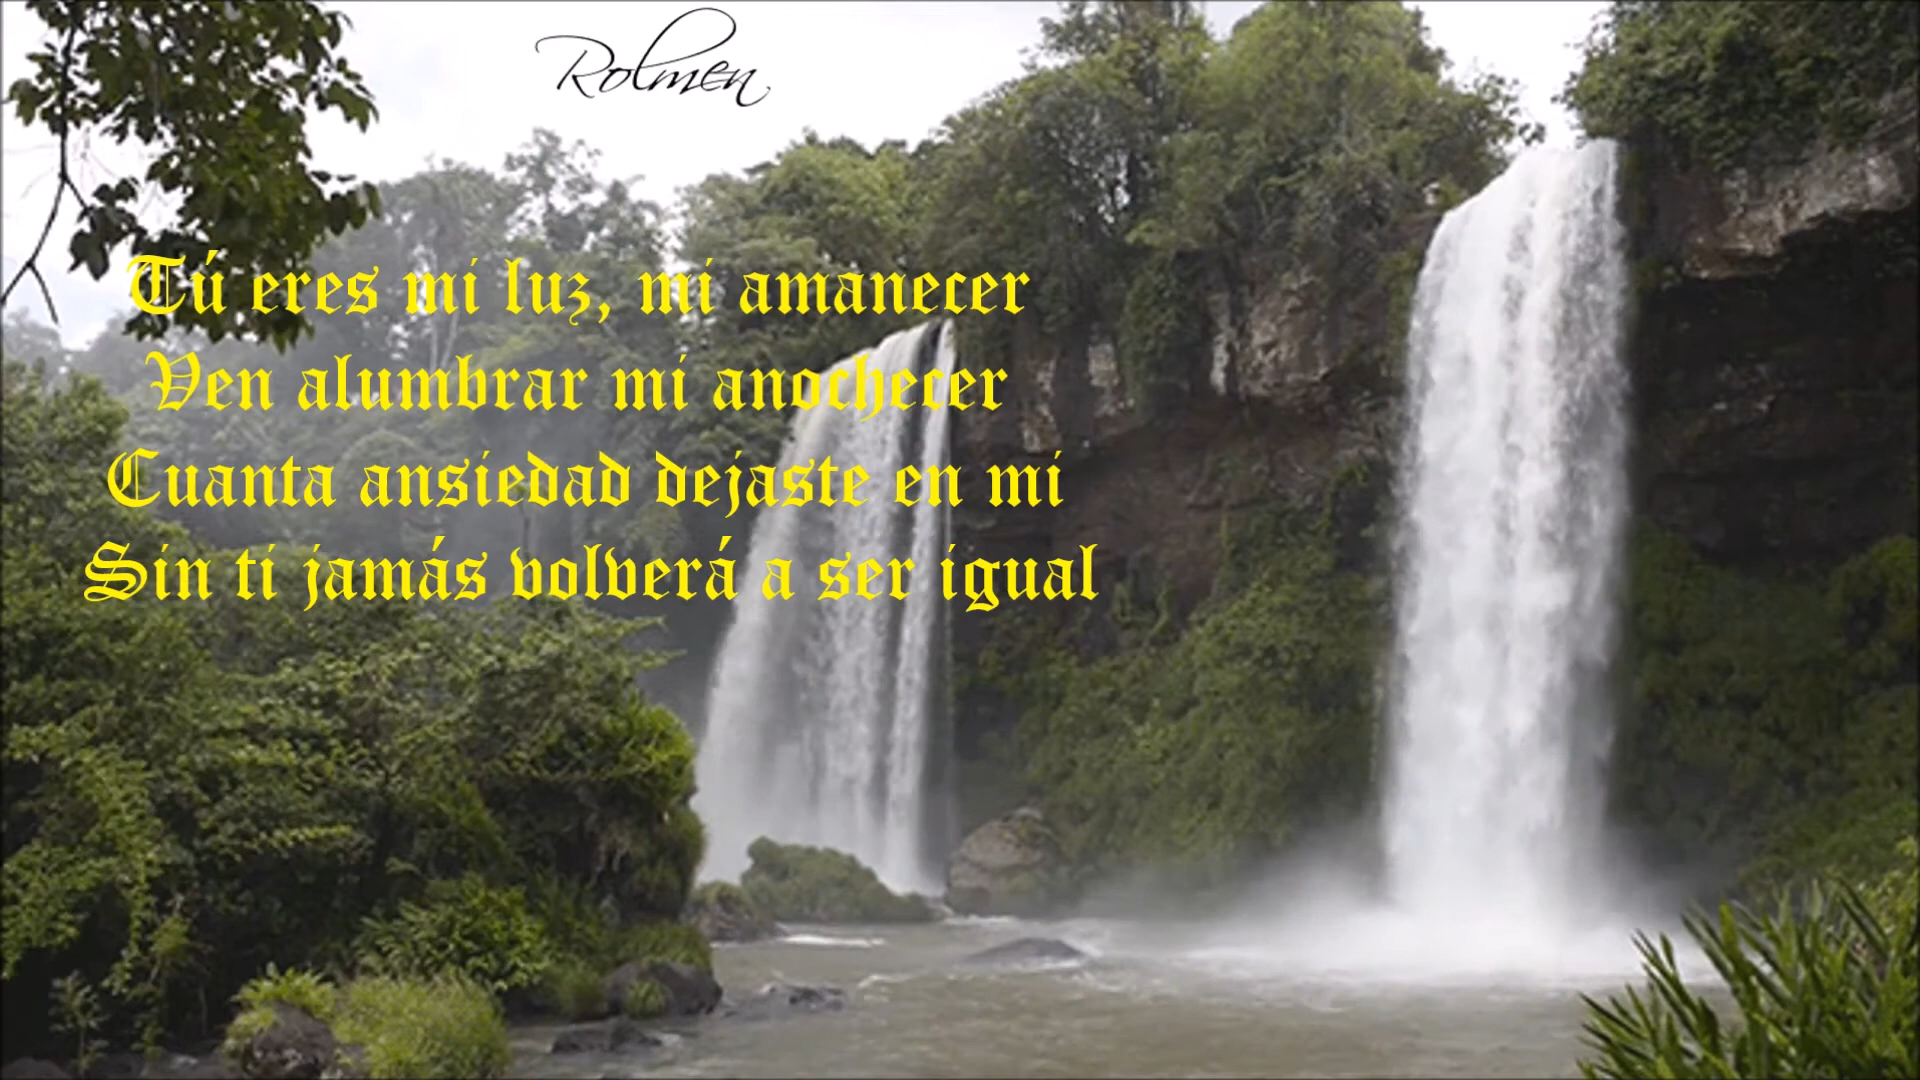 Rolmen
Tú eres mi luz, mi amanecer
Ven alumbrar mi anochecer
Cuanta ansiedad dejaste en mi
Sin ti jamás volverá a ser igual